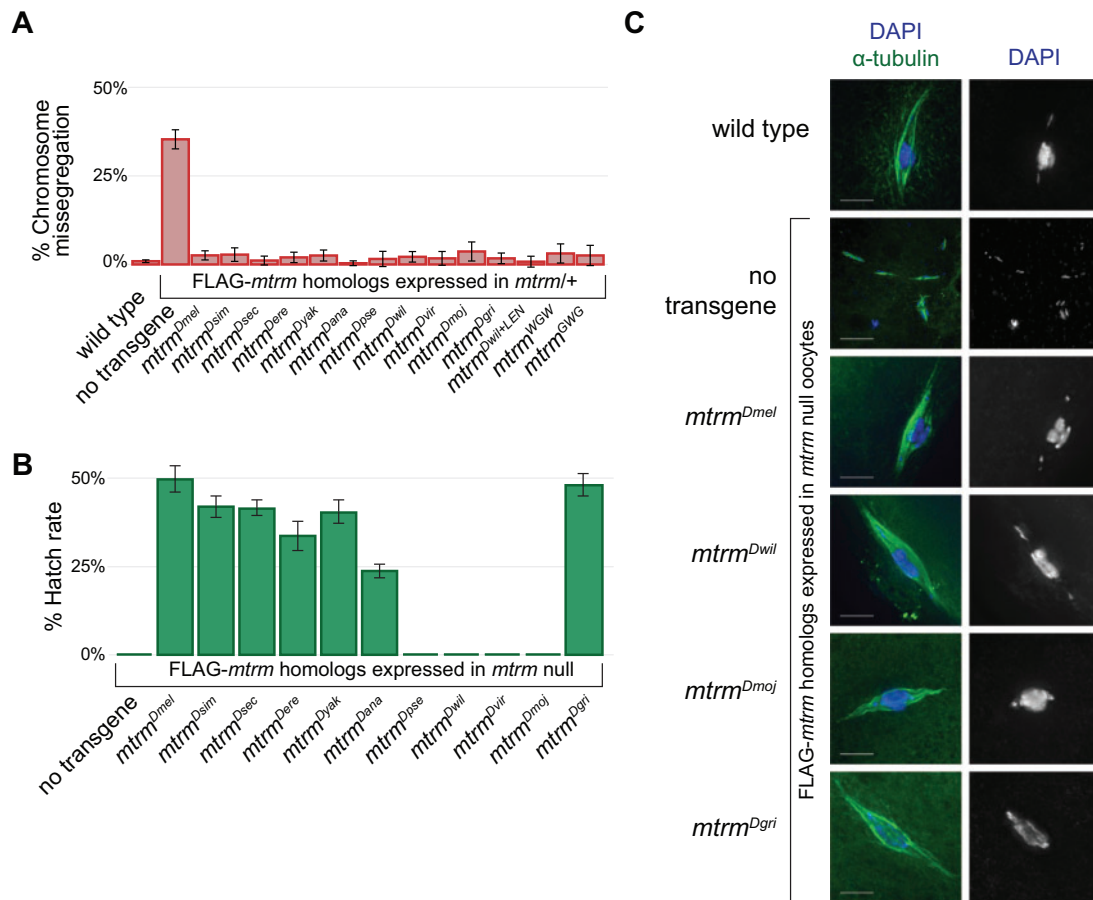 A
50%
25%
0%
% Chromosome
missegregation
FLAG-mtrm homologs expressed in mtrm/+
wild type
no transgene
mtrmDmel
mtrmDsim
mtrmDsec
mtrmDere
mtrmDyak
mtrmDana
mtrmDpse
mtrmDwil
mtrmDvir
mtrmDmoj
mtrmDgri
mtrmDwil+LEN
mtrmWGW
mtrmGWG
B
50%
25%
0%
% Hatch rate
FLAG-mtrm homologs expressed in mtrm null
no transgene
mtrmDmel
mtrmDsim
mtrmDsec
mtrmDere
mtrmDyak
mtrmDana
mtrmDpse
mtrmDwil
mtrmDvir
mtrmDmoj
mtrmDgri
C
DAPI
α-tubulin
DAPI
wild type
no
transgene
mtrmDmel
mtrmDwil
mtrmDmoj
mtrmDgri
FLAG-mtrm homologs expressed in mtrm null oocytes